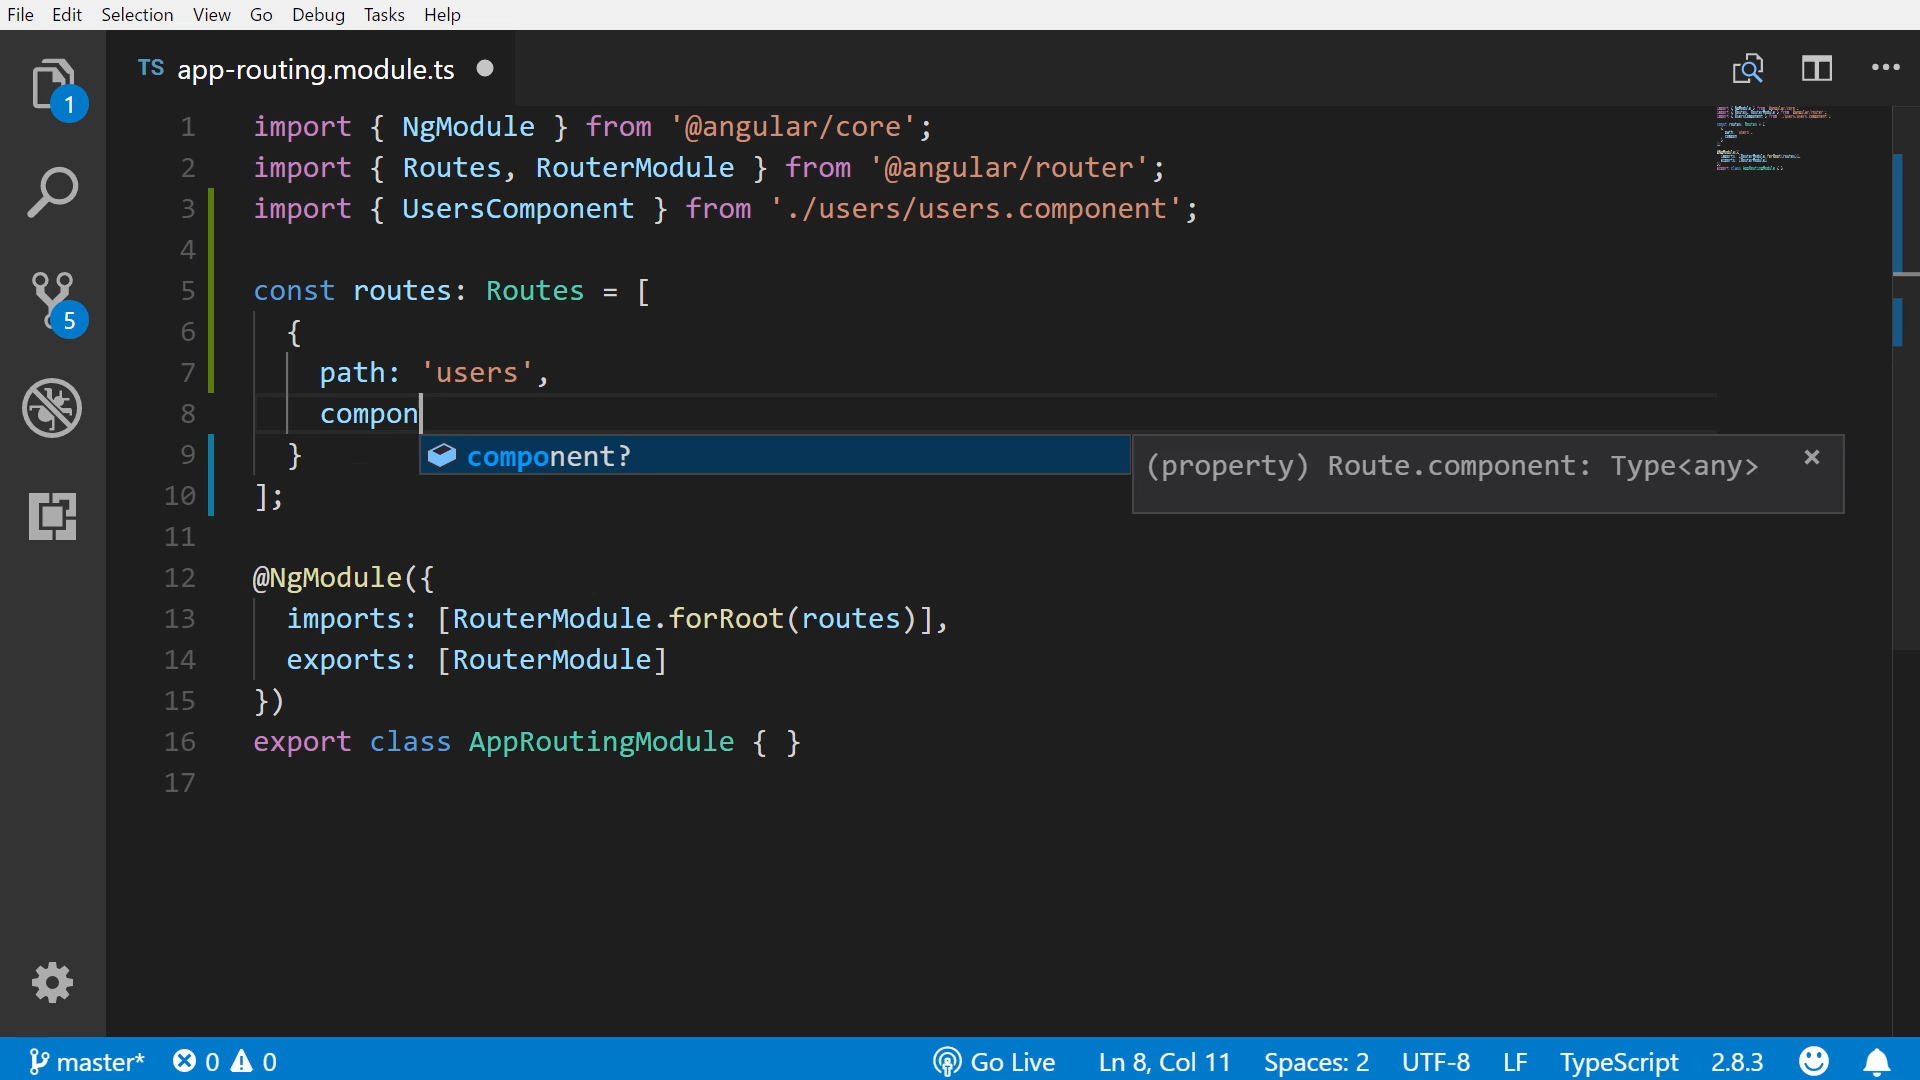 File Edit Selection View Go Debug Tasks Help
TS app-routing.module.ts
1 import { NgModule } from '@angular/core';
2 import { Routes, RouterModule } from '@angular/router';
3 import { UsersComponent } from './users/users.component';
4
5 const routes: Routes = [
6 {
7 path: 'users',
8 compon
component?
(property) Route.component: Type<any> ×
9 }
10 ];
11
12 @NgModule({
13 imports: [RouterModule.forRoot(routes)],
14 exports: [RouterModule]
15 })
16 export class AppRoutingModule { }
17
1
5
master* 0 0 Go Live Ln 8, Col 11 Spaces: 2 UTF-8 LF TypeScript 2.8.3